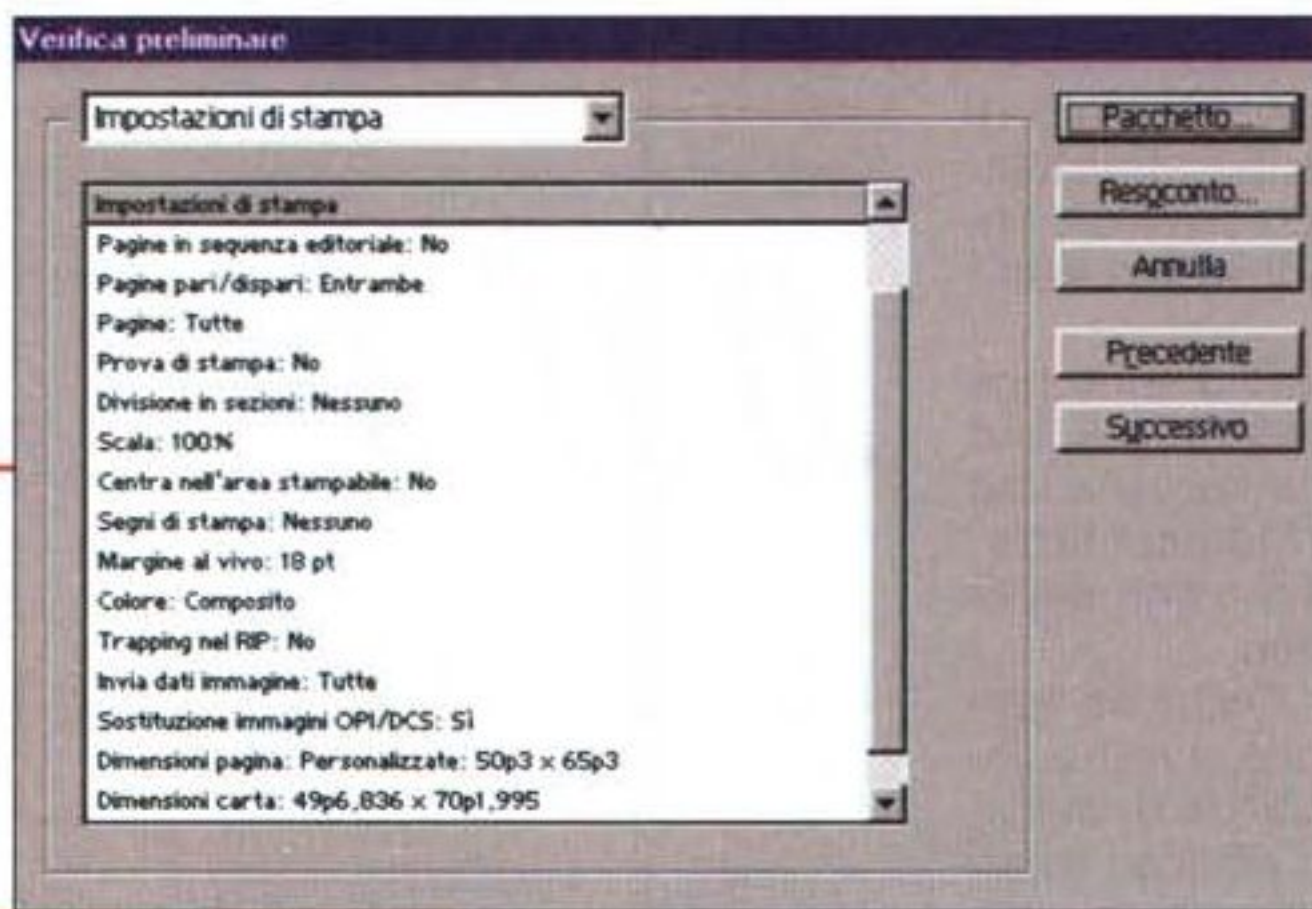 Verifica preliminare
Impostazioni di stampa
Impostazioni di stampa
Pagine in sequenza editoriale: No
Pagine pari/dispari: Entrambe
Pagine: Tutte
Prova di stampa: No
Divisione in sezioni: Nessuno
Scala: 100%
Centra nell'area stampabile: No
Segni di stampa: Nessuno
Margine al vivo: 18 pt
Colore: Composito
Trapping nel RIP: No
Invia dati immagine: Tutte
Sostituzione immagini OPI/DCS: Sì
Dimensioni pagina: Personalizzate: 50p3 x 65p3
Dimensioni carta: 49p6,836 x 70p1,995
Pacchetto...
Resoconto...
Annulla
Precedente
Successivo